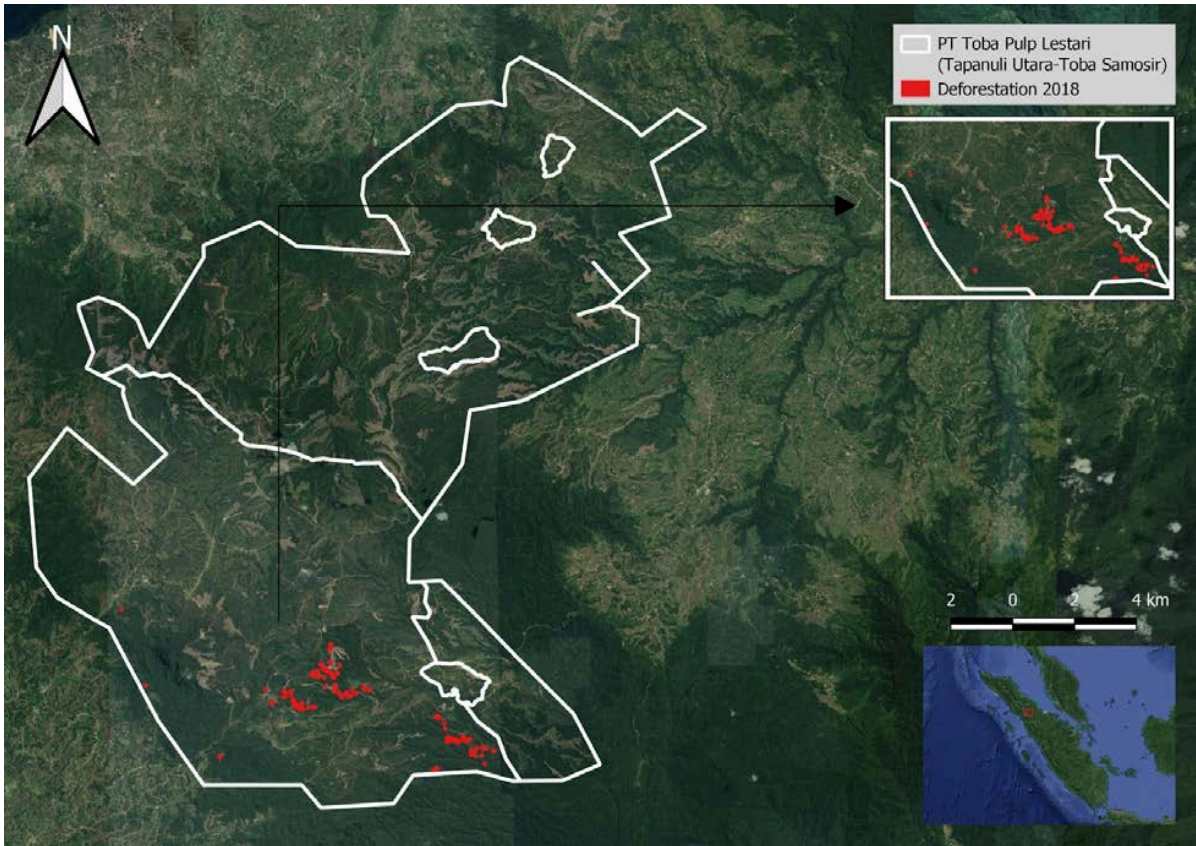 N
PT Toba Pulp Lestari
(Tapanuli Utara-Toba Samosir)
Deforestation 2018
2 0 2 4 km